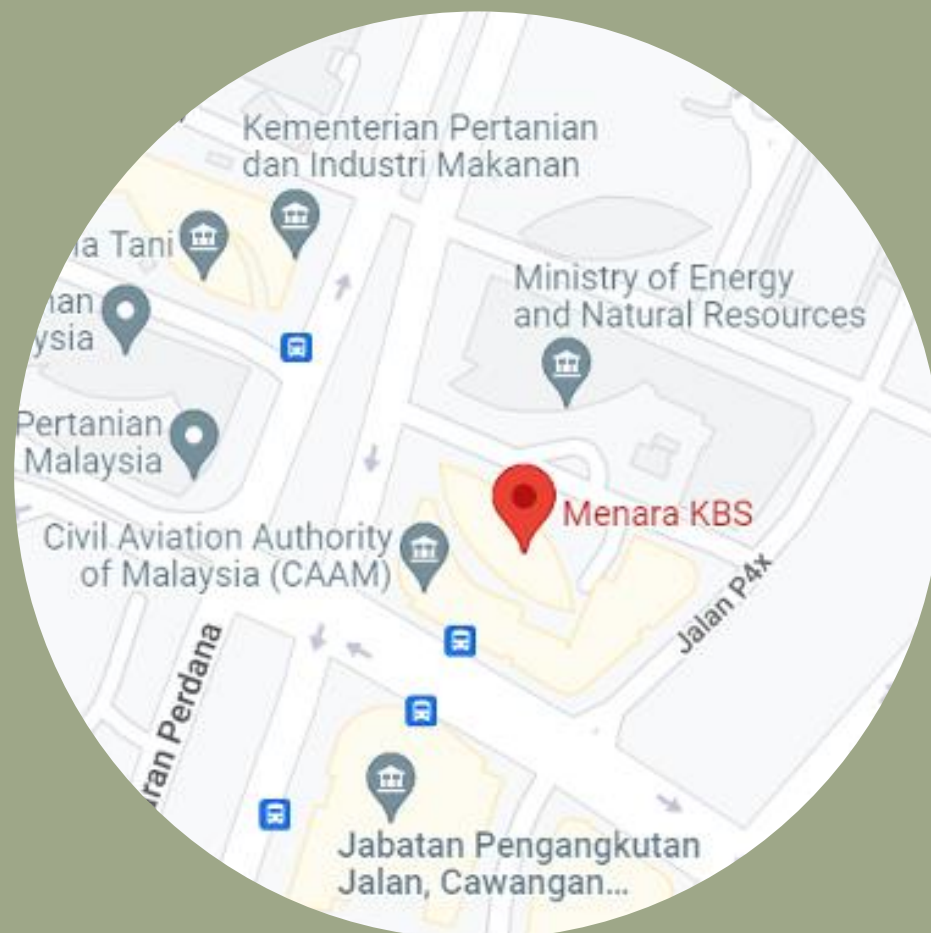 Kementerian Pertanian
dan Industri Makanan
Tani
Ministry of Energy
and Natural Resources
Pertanian
Malaysia
Menara KBS
Civil Aviation Authority
of Malaysia (CAAM)
Jalan P4x
Perdana
Jabatan Pengangkutan
Jalan, Cawangan...